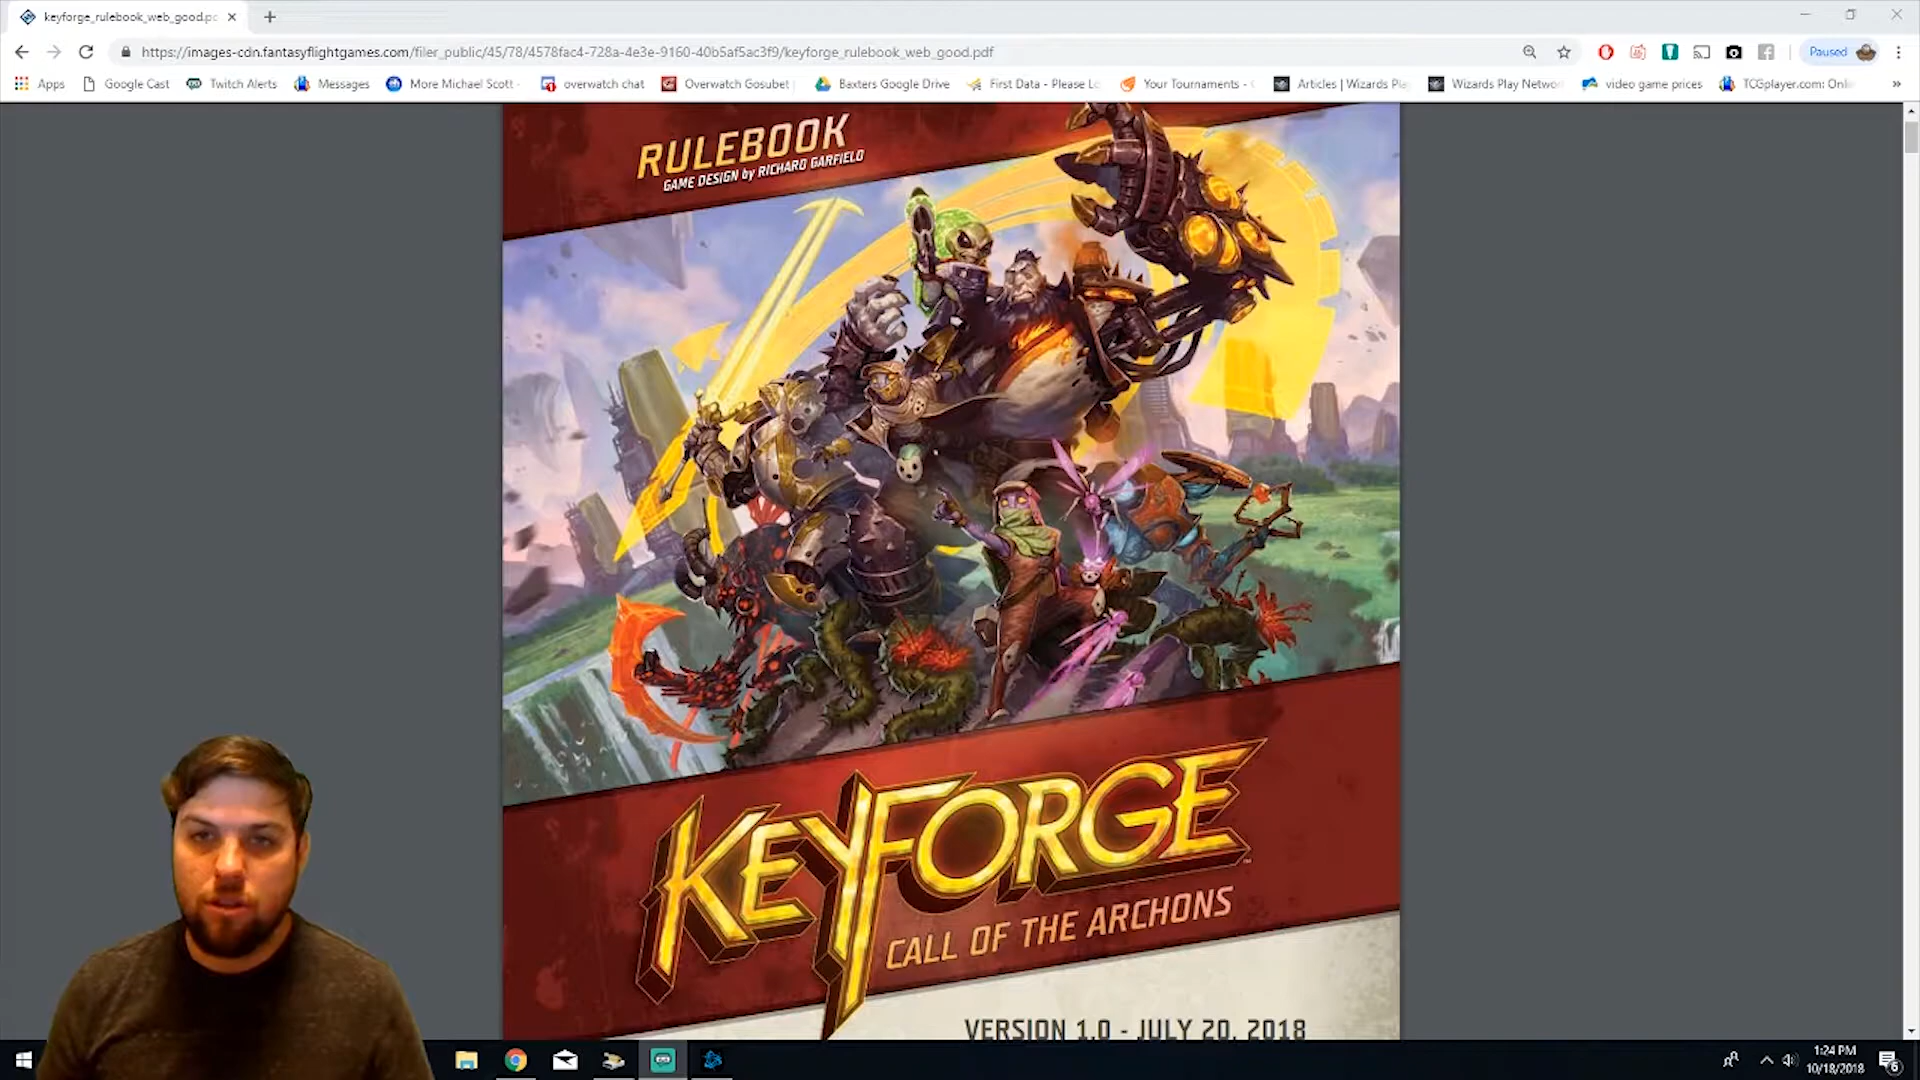 keyforge_rulebook_web_good.pd
https://images-cdn.fantasyflightgames.com/filer_public/45/78/4578fac4-728a-4e3e-9160-40b5af5ac3f9/keyforge_rulebook_web_good.pdf
Paused
Apps
Google Cast
Twitch Alerts
Messages
More Michael Scott -
overwatch chat
Overwatch Gosubet
Baxters Google Drive
First Data - Please Lo
Your Tournaments -
Articles | Wizards Pla
Wizards Play Networ
video game prices
TCGplayer.com: Onli
»
RULEBOOK
GAME DESIGN by RICHARD GARFIELD
KEYFORGE
CALL OF THE ARCHONS
VERSION 1.0 - JULY 20, 2018
1:24 PM
10/18/2018
6